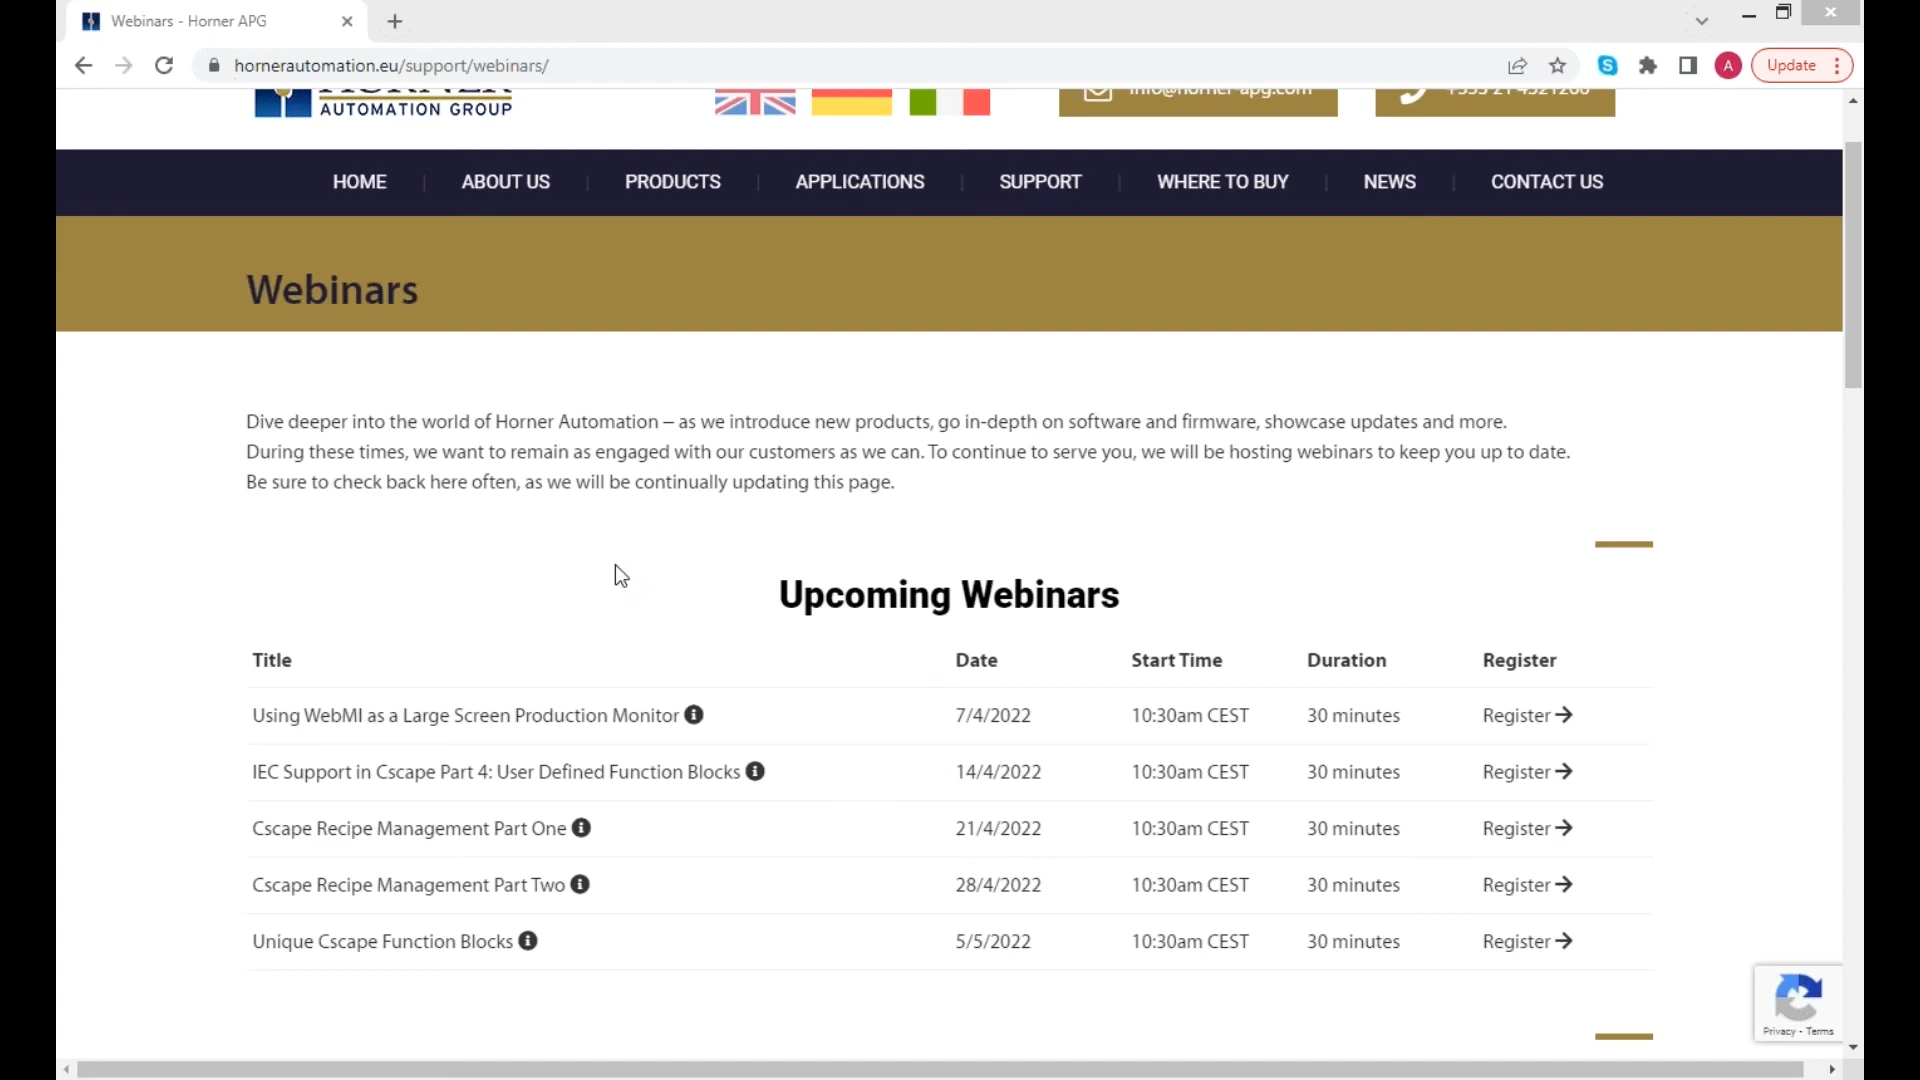 Webinars - Horner APG
hornerautomation.eu/support/webinars/
A
Update
HORNER
AUTOMATION GROUP
info@horner-apg.com
HOME
ABOUT US
PRODUCTS
APPLICATIONS
SUPPORT
WHERE TO BUY
NEWS
CONTACT US
Webinars
Dive deeper into the world of Horner Automation – as we introduce new products, go in-depth on software and firmware, showcase updates and more.
During these times, we want to remain as engaged with our customers as we can. To continue to serve you, we will be hosting webinars to keep you up to date.
Be sure to check back here often, as we will be continually updating this page.
Upcoming Webinars
Title Date Start Time Duration Register
Using WebMI as a Large Screen Production Monitor 7/4/2022 10:30am CEST 30 minutes Register
IEC Support in Cscape Part 4: User Defined Function Blocks 14/4/2022 10:30am CEST 30 minutes Register
Cscape Recipe Management Part One 21/4/2022 10:30am CEST 30 minutes Register
Cscape Recipe Management Part Two 28/4/2022 10:30am CEST 30 minutes Register
Unique Cscape Function Blocks 5/5/2022 10:30am CEST 30 minutes Register
Privacy - Terms